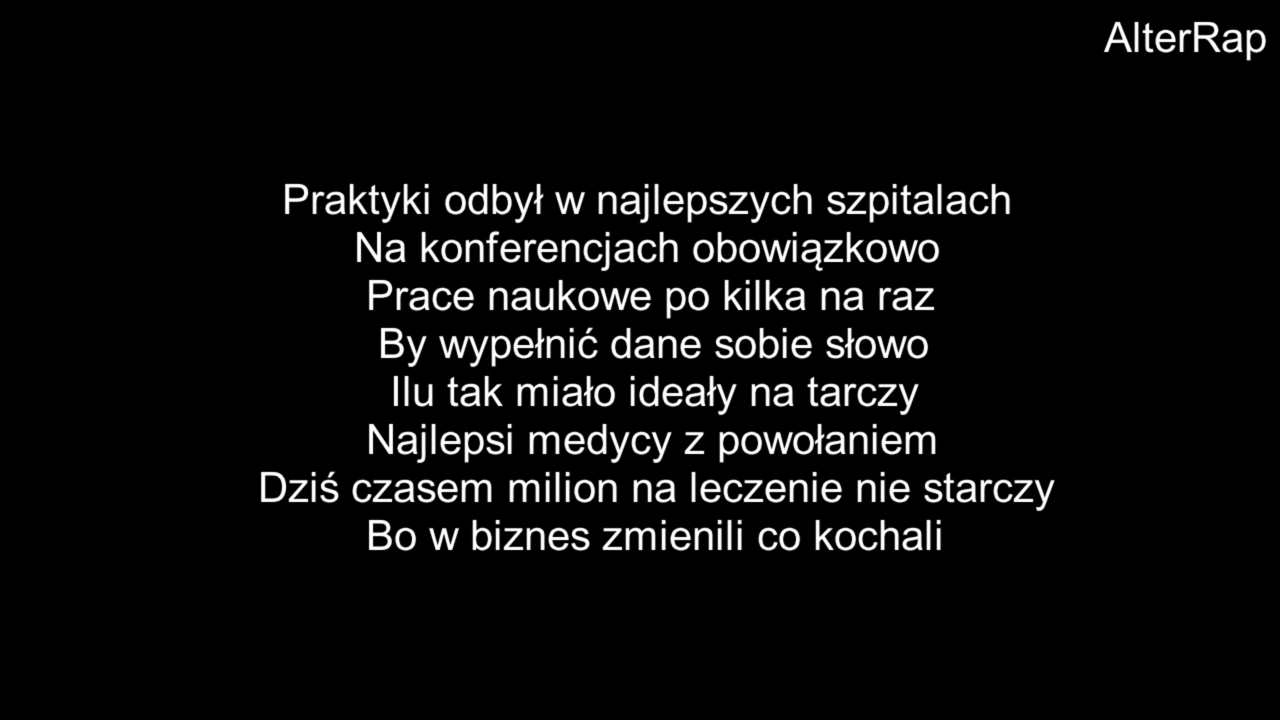 AlterRap
Praktyki odbył w najlepszych szpitalach
Na konferencjach obowiązkowo
Prace naukowe po kilka na raz
By wypełnić dane sobie słowo
Ilu tak miało ideały na tarczy
Najlepsi medycy z powołaniem
Dziś czasem milion na leczenie nie starczy
Bo w biznes zmienili co kochali